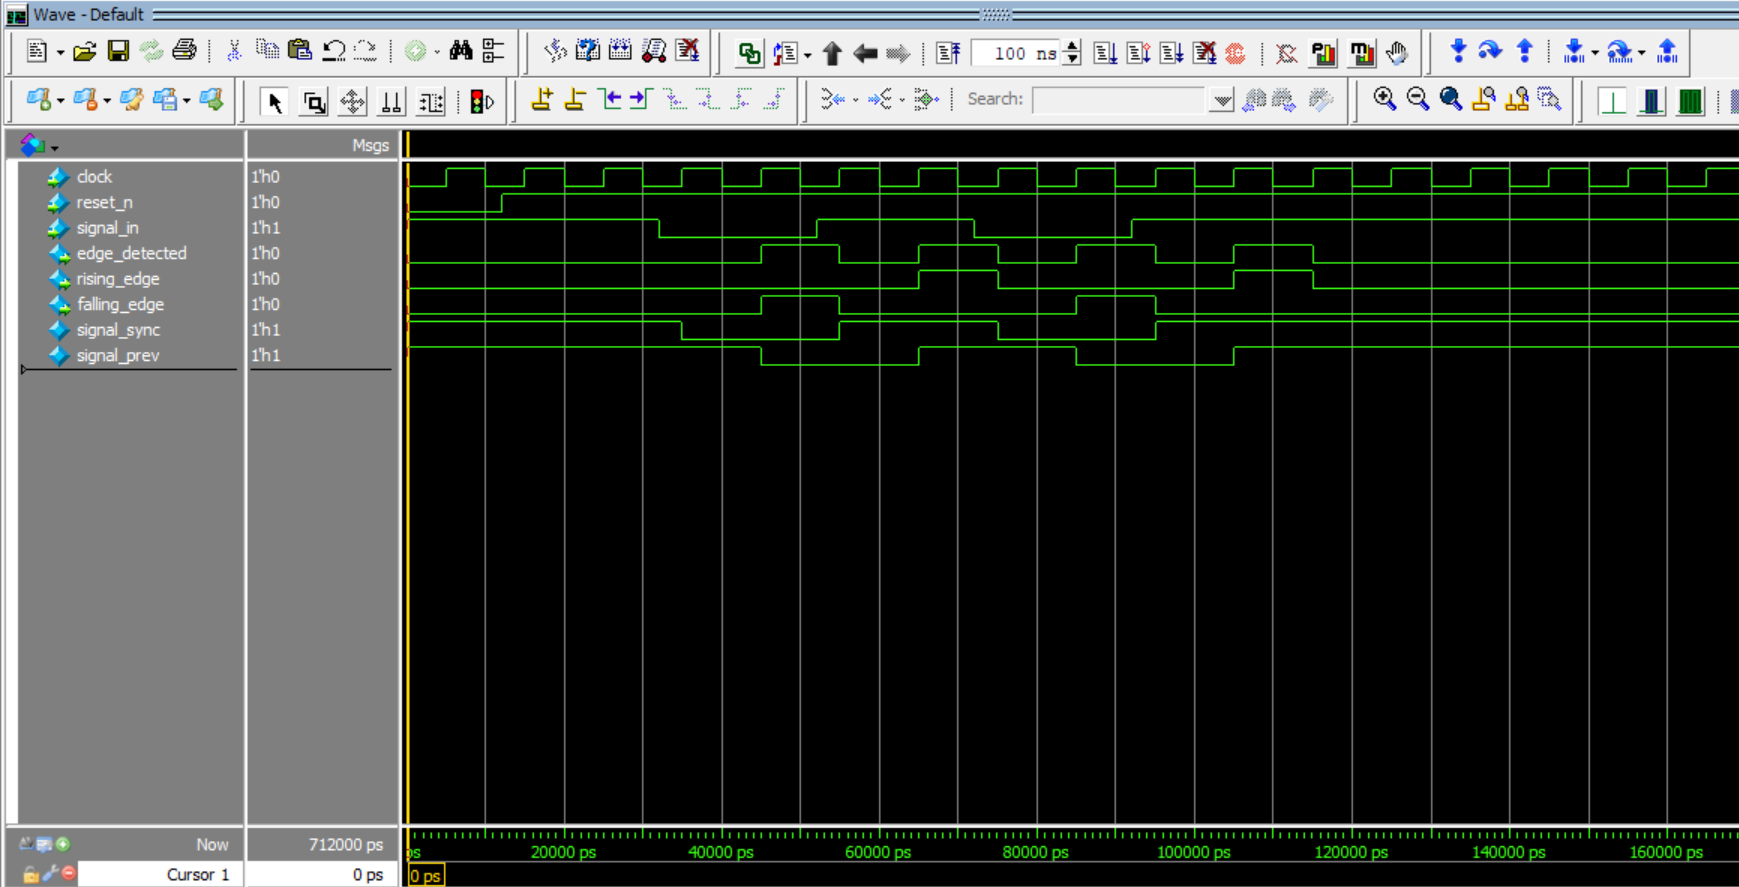 Wave - Default
100 ns
Search:
Msgs
clock 1'h0
reset_n 1'h0
signal_in 1'h1
edge_detected 1'h0
rising_edge 1'h0
falling_edge 1'h0
signal_sync 1'h1
signal_prev 1'h1
Now 712000 ps ps 20000 ps 40000 ps 60000 ps 80000 ps 100000 ps 120000 ps 140000 ps 160000 ps
Cursor 1 0 ps 0 ps